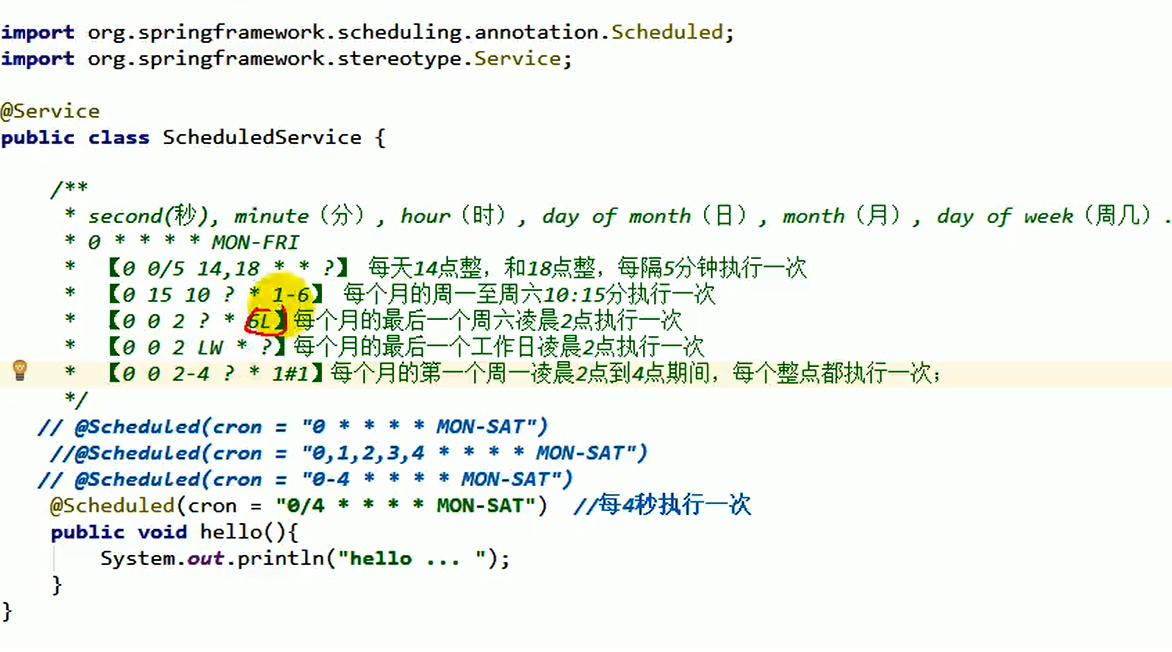 import org.springframework.scheduling.annotation.Scheduled;
import org.springframework.stereotype.Service;
@Service
public class ScheduledService {
/**
* second(秒), minute（分）, hour（时）, day of month（日）, month（月）, day of week（周几）.
* 0 * * * * MON-FRI
* 【0 0/5 14,18 * * ?】 每天14点整，和18点整，每隔5分钟执行一次
* 【0 15 10 ? * 1-6】 每个月的周一至周六10:15分执行一次
* 【0 0 2 ? * 6L】每个月的最后一个周六凌晨2点执行一次
* 【0 0 2 LW * ?】每个月的最后一个工作日凌晨2点执行一次
* 【0 0 2-4 ? * 1#1】每个月的第一个周一凌晨2点到4点期间，每个整点都执行一次；
*/
// @Scheduled(cron = "0 * * * * MON-SAT")
//@Scheduled(cron = "0,1,2,3,4 * * * * MON-SAT")
// @Scheduled(cron = "0-4 * * * * MON-SAT")
@Scheduled(cron = "0/4 * * * * MON-SAT")  //每4秒执行一次
public void hello(){
System.out.println("hello ... ");
}
}